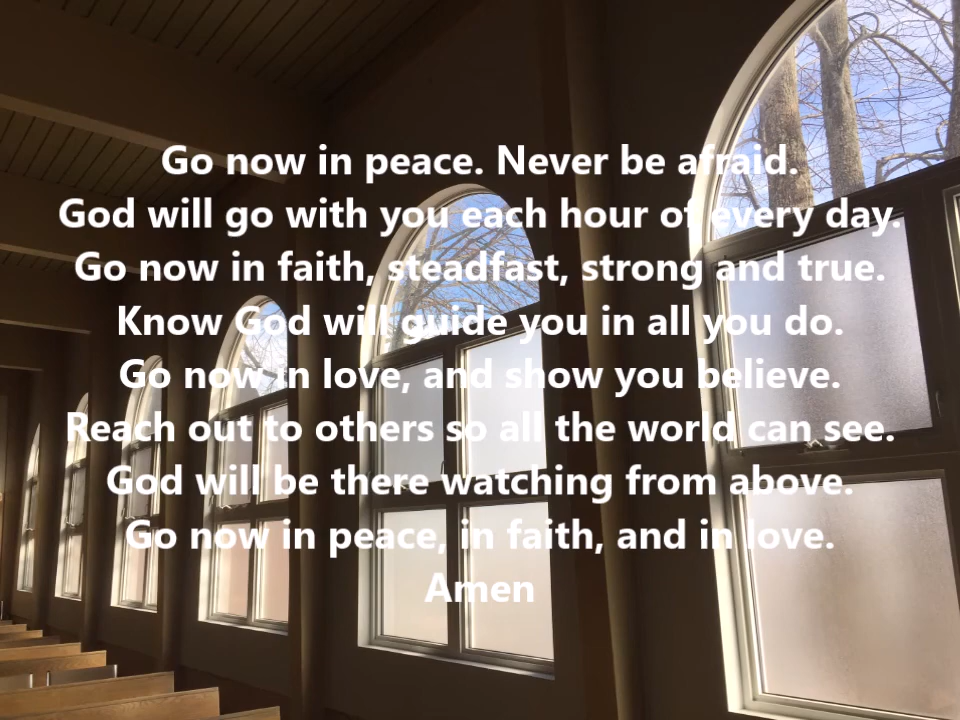 Go now in peace. Never be afraid.
God will go with you each hour of every day.
Go now in faith, steadfast, strong and true.
Know God will guide you in all you do.
Go now in love, and show you believe.
Reach out to others so all the world can see.
God will be there watching from above.
Go now in peace, in faith, and in love.
Amen